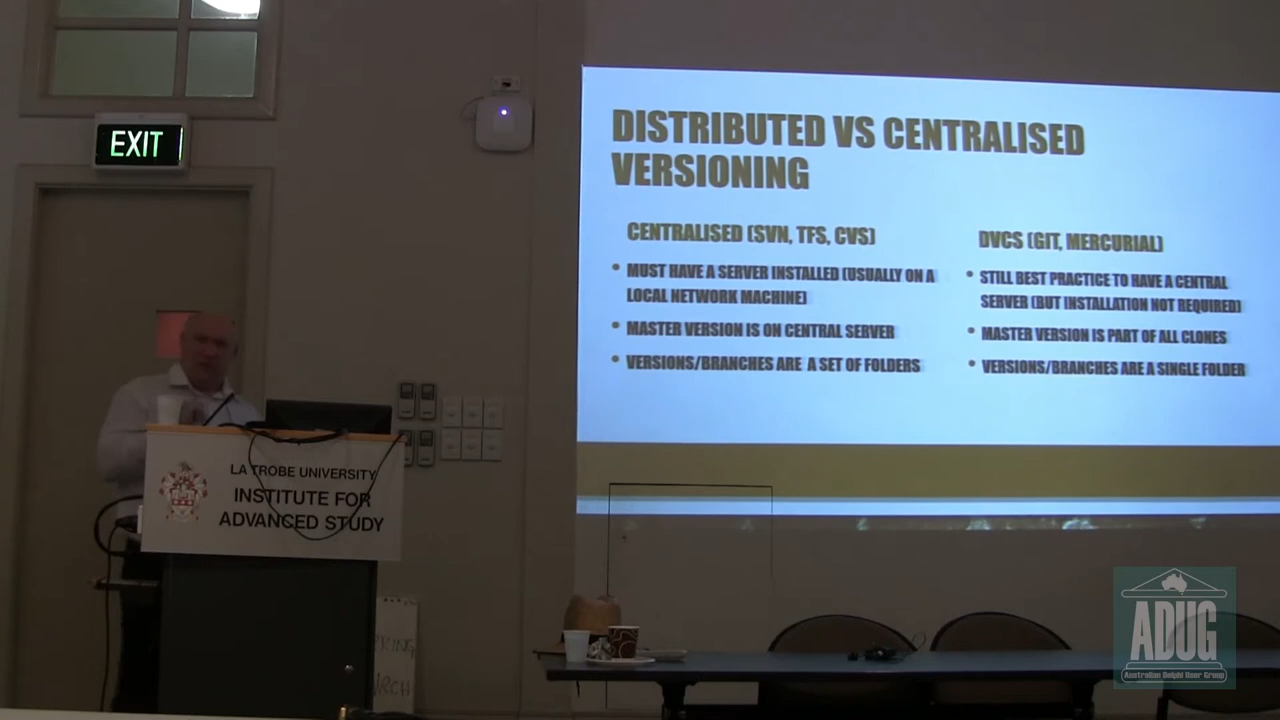 EXIT
DISTRIBUTED VS CENTRALISED
VERSIONING
CENTRALISED (SVN, TFS, CVS)
• MUST HAVE A SERVER INSTALLED (USUALLY ON A
LOCAL NETWORK MACHINE)
• MASTER VERSION IS ON CENTRAL SERVER
• VERSIONS/BRANCHES ARE A SET OF FOLDERS
DVCS (GIT, MERCURIAL)
• STILL BEST PRACTICE TO HAVE A CENTRAL
SERVER (BUT INSTALLATION NOT REQUIRED)
• MASTER VERSION IS PART OF ALL CLONES
• VERSIONS/BRANCHES ARE A SINGLE FOLDER
LA TROBE UNIVERSITY
INSTITUTE FOR
ADVANCED STUDY
ADUG
Australian Delphi User Group